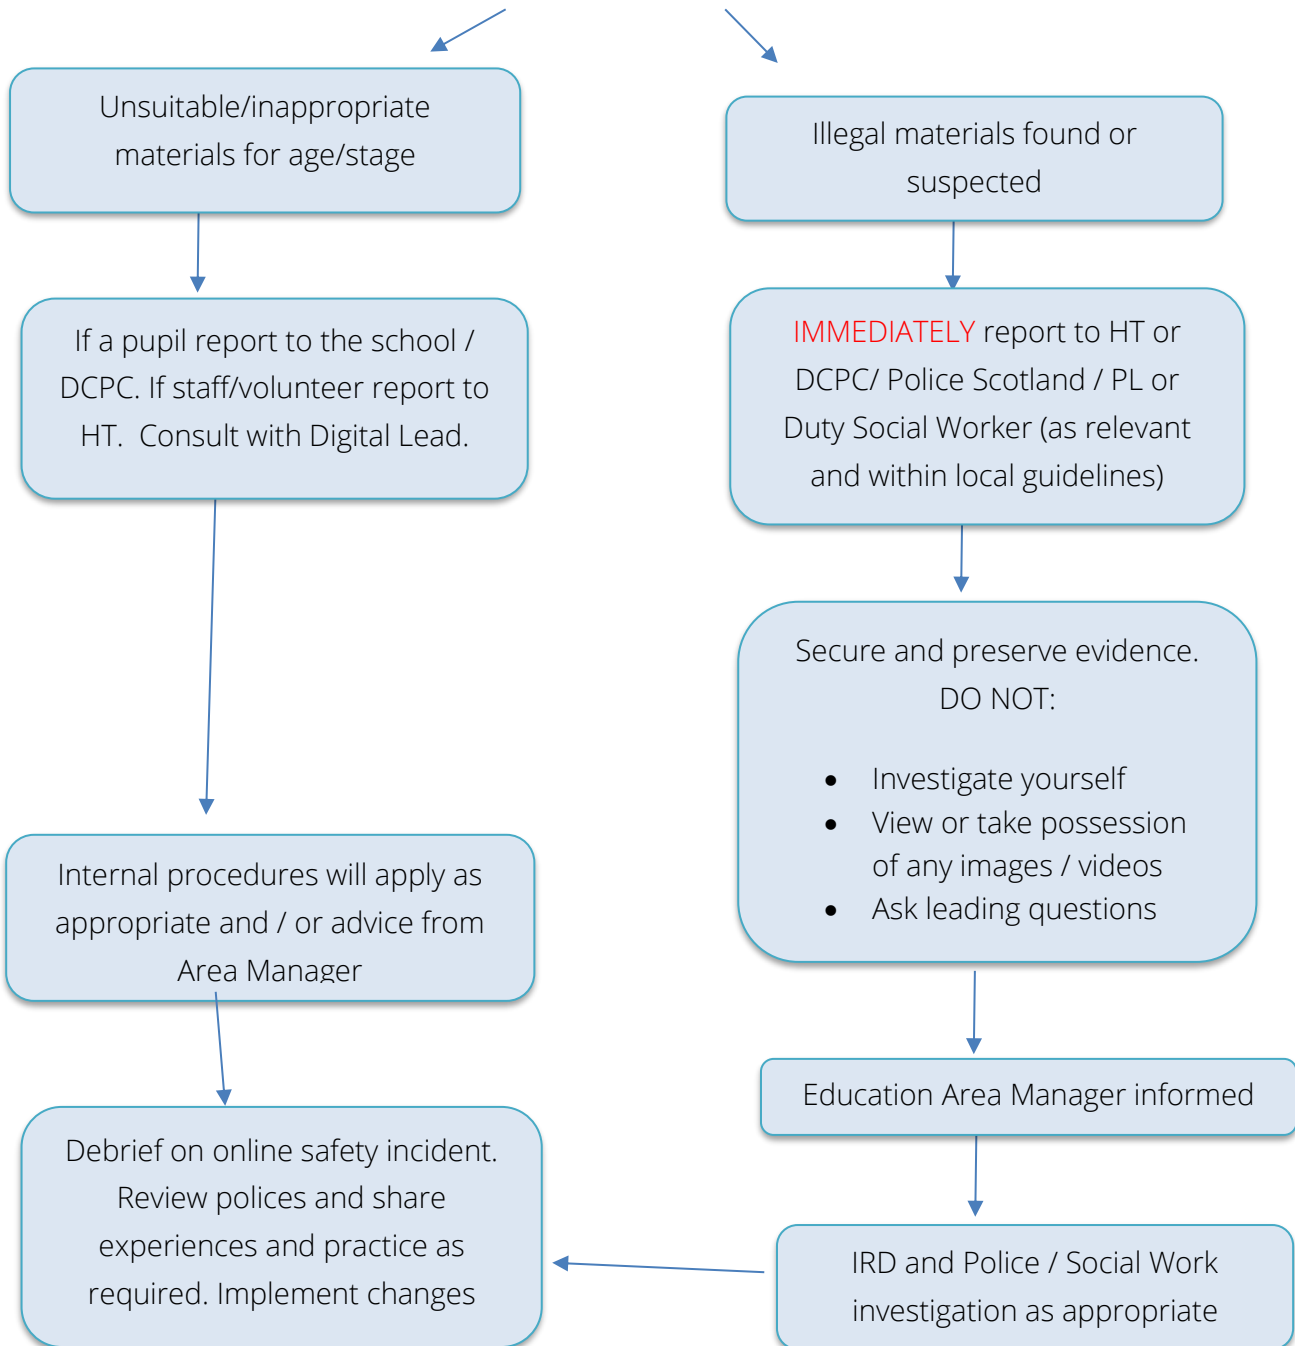 Unsuitable/inappropriate
materials for age/stage
If a pupil report to the school /
DCPC. If staff/volunteer report to
HT.  Consult with Digital Lead.
Internal procedures will apply as
appropriate and / or advice from
Area Manager
Debrief on online safety incident.
Review polices and share
experiences and practice as
required. Implement changes
Illegal materials found or
suspected
IMMEDIATELY report to HT or
DCPC/ Police Scotland / PL or
Duty Social Worker (as relevant
and within local guidelines)
Secure and preserve evidence.
DO NOT:
• Investigate yourself
• View or take possession
of any images / videos
• Ask leading questions
Education Area Manager informed
IRD and Police / Social Work
investigation as appropriate